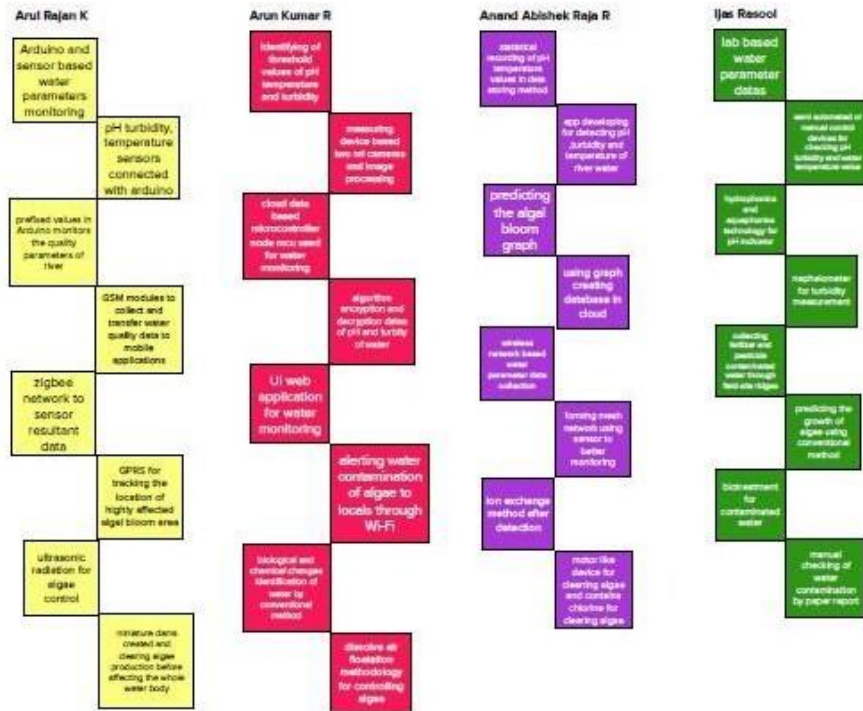 Arul Rajan K
Arduino and
sensor based
water
parameters
monitoring
pH turbidity,
temperature
sensors
connected
with arduino
prefixed values in
Arduino monitors
the quality
parameters of
river
GSM modules to
collect and
transfer water
quality data to
mobile
applications
zigbee
network to
sensor
resultant
data
GPRS for
tracking the
location of
highly affected
algal bloom area
ultrasonic
radiation for
algae
control
miniature dams
created and
clearing algae
production before
affecting the whole
water body
Arun Kumar R
Identifying of
threshold
values of pH
temperature
and turbidity
measuring
device based
two tail cameras
and image
processing
cloud data
based
microcontroller
node mcu used
for water
monitoring
algorithm
encryption and
decryption dates
of pH and turbity
of water
UI web
application
for water
monitoring
alerting water
contamination
of algae to
locals through
Wi-Fi
biological and
chemical changes
identification of
water by
conventional
method
dissolve air
floatation
methodology
for controlling
algae
Anand Abishek Raja R
statistical
recording of pH
temperature
values in data
storing method
app developing
for detecting pH
,turbidity and
temperature of
river water
predicting
the algal
bloom
graph
using graph
creating
database in
cloud
wireless
network based
water
parameter data
collection
forming mesh
network using
sensor to
better
monitoring
ion exchange
method after
detection
motor like
device for
clearing algae
and contains
chlorine for
clearing algae
Ijas Rasool
lab based
water
parameter
datas
semi automated or
manual control
devices for
checking pH
turbidity and water
temperature value
hydrophonics
and
aquaphonics
technology for
pH indicator
nephelometer
for turbidity
measurement
collecting
fertilizer and
pesticide
contaminated
water through
field site ridges
predicting
the growth of
algae using
conventional
method
biotreatment
for
contaminated
water
manual
checking of
water
contamination
by paper report